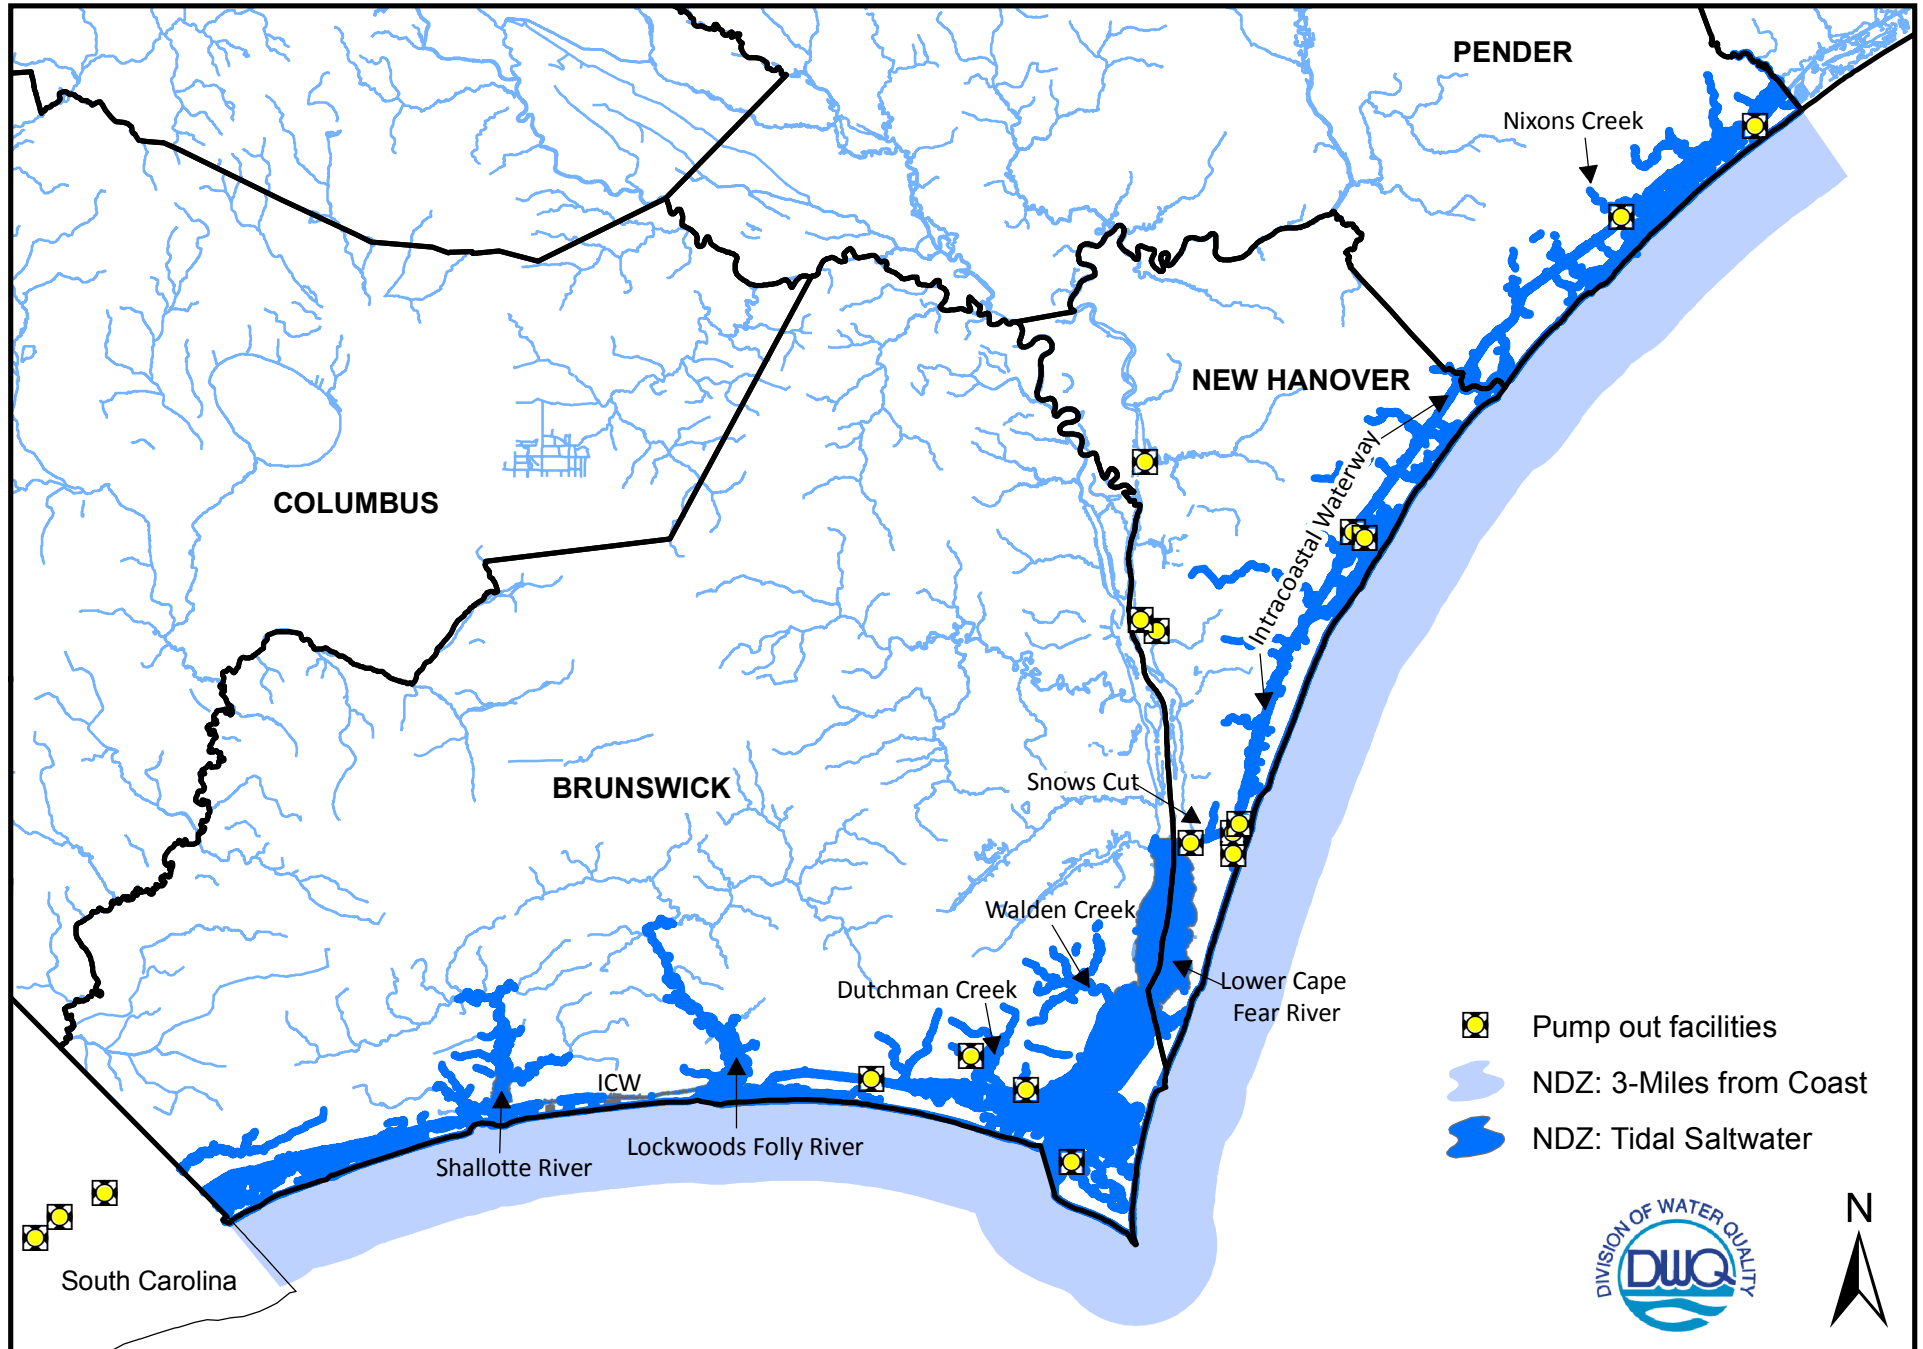 PENDER
Nixons Creek
NEW HANOVER
Intracoastal Waterway
COLUMBUS
BRUNSWICK
Snows Cut
Walden Creek
Dutchman Creek
Lower Cape
Fear River
ICW
Lockwoods Folly River
Shallotte River
South Carolina
Pump out facilities
NDZ: 3-Miles from Coast
NDZ: Tidal Saltwater
DIVISION OF WATER QUALITY
DWQ
N